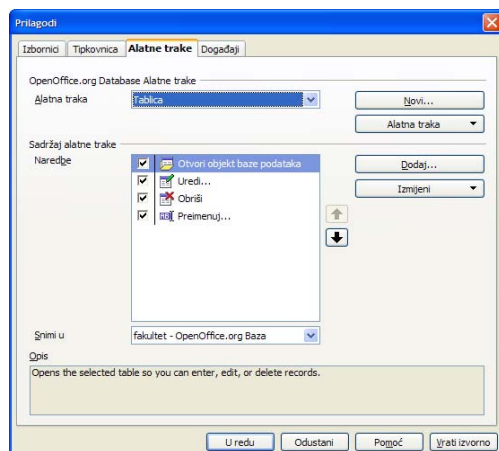 Prilagodi
Izbornici Tipkovnica Alatne trake Događaji
OpenOffice.org Database Alatne trake
Alatna traka Tablica Novi...
Alatna traka
Sadržaj alatne trake
Naredbe Otvori objekt baze podataka Dodaj...
Uredi... Izmijeni
Obriši
Preimenuj...
Snimi u fakultet - OpenOffice.org Baza
Opis
Opens the selected table so you can enter, edit, or delete records.
U redu Odustani Pomoć Vrati izvorno